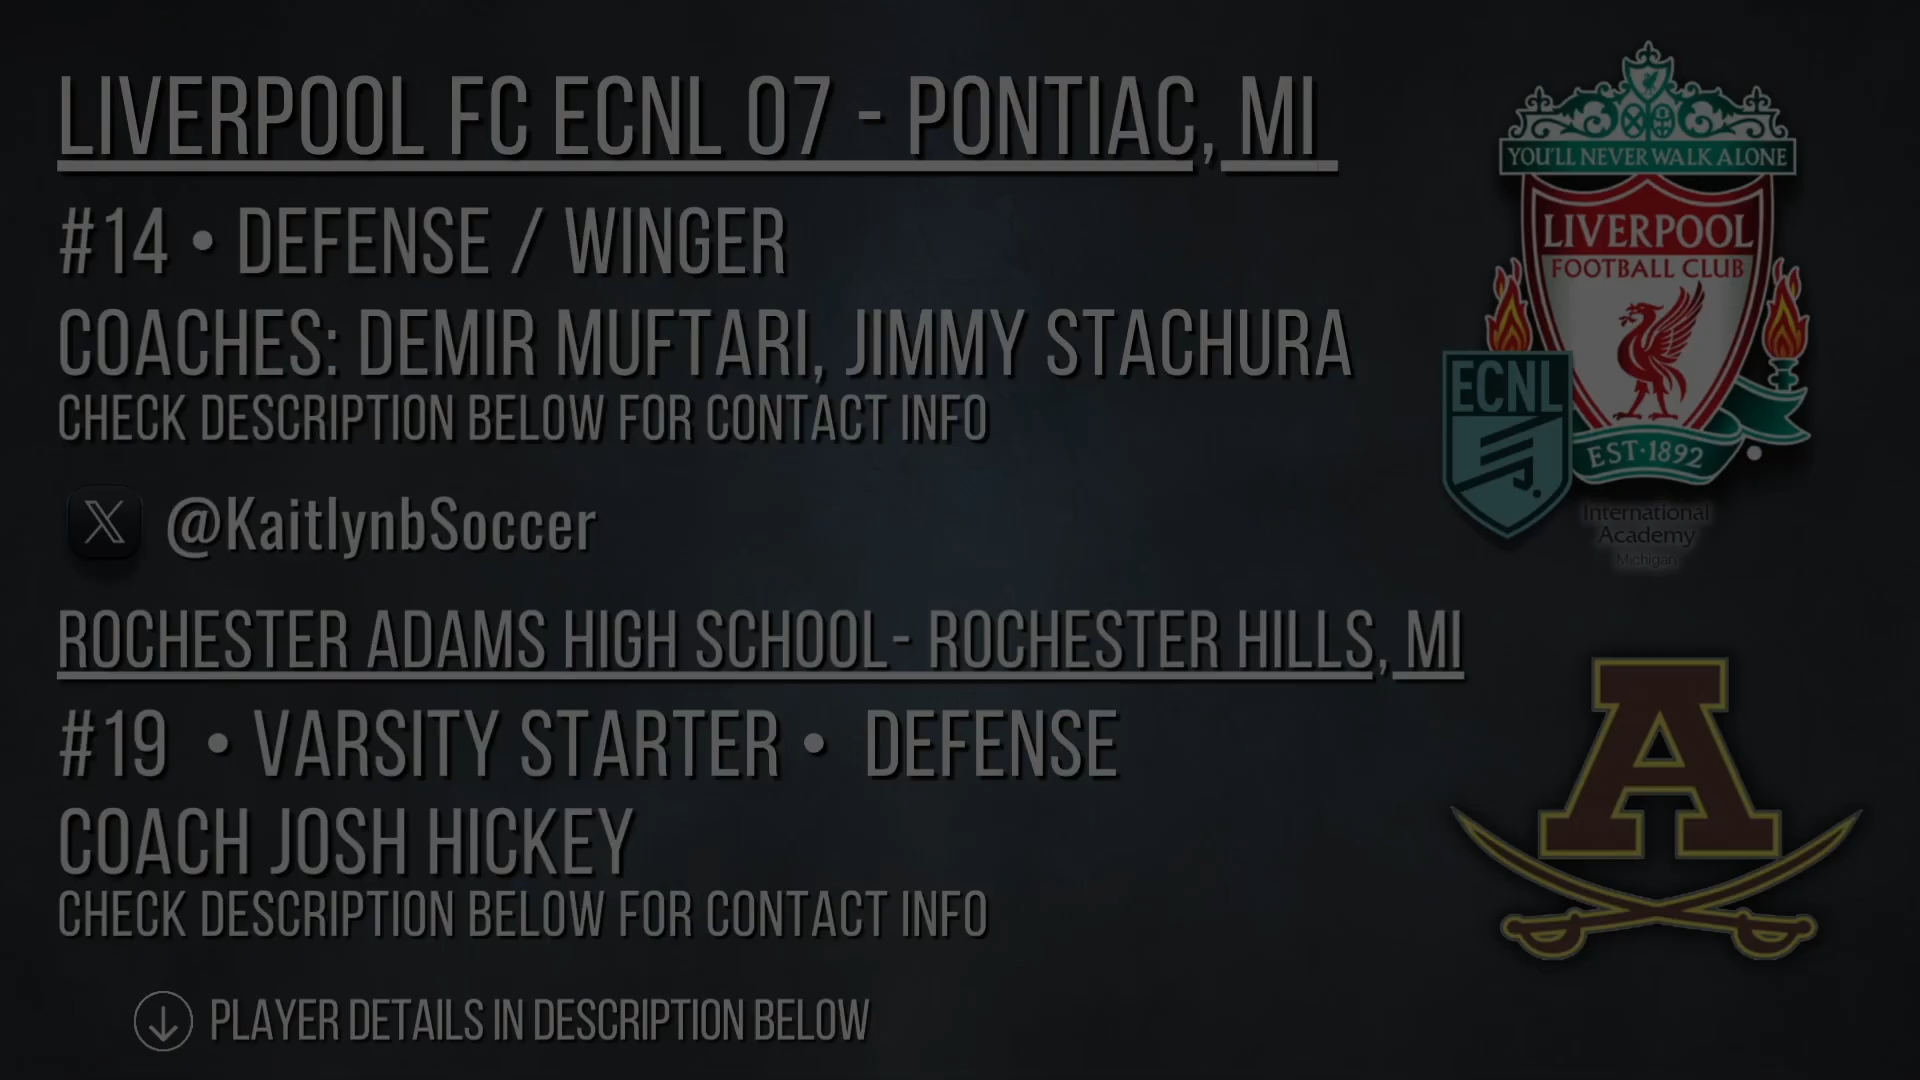 LIVERPOOL FC ECNL 07 - PONTIAC, MI
#14 • DEFENSE / WINGER
COACHES: DEMIR MUFTARI, JIMMY STACHURA
CHECK DESCRIPTION BELOW FOR CONTACT INFO
@KaitlynbSoccer
YOU'LL NEVER WALK ALONE
LIVERPOOL
FOOTBALL CLUB
ECNL
EST·1892
International
Academy
Michigan
ROCHESTER ADAMS HIGH SCHOOL- ROCHESTER HILLS, MI
#19 • VARSITY STARTER • DEFENSE
COACH JOSH HICKEY
CHECK DESCRIPTION BELOW FOR CONTACT INFO
A
PLAYER DETAILS IN DESCRIPTION BELOW